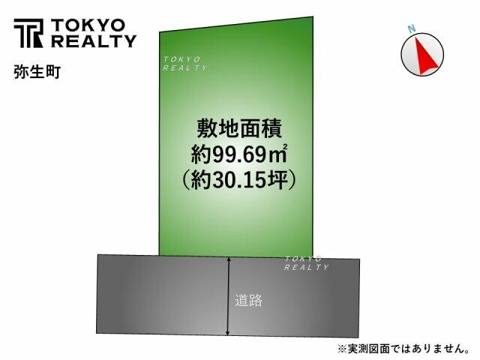 TOKYO
REALTY
弥生町
N
TOKYO
REALTY
敷地面積
約99.69㎡
（約30.15坪）
TOKYO
REALTY
道路
※実測図面ではありません。